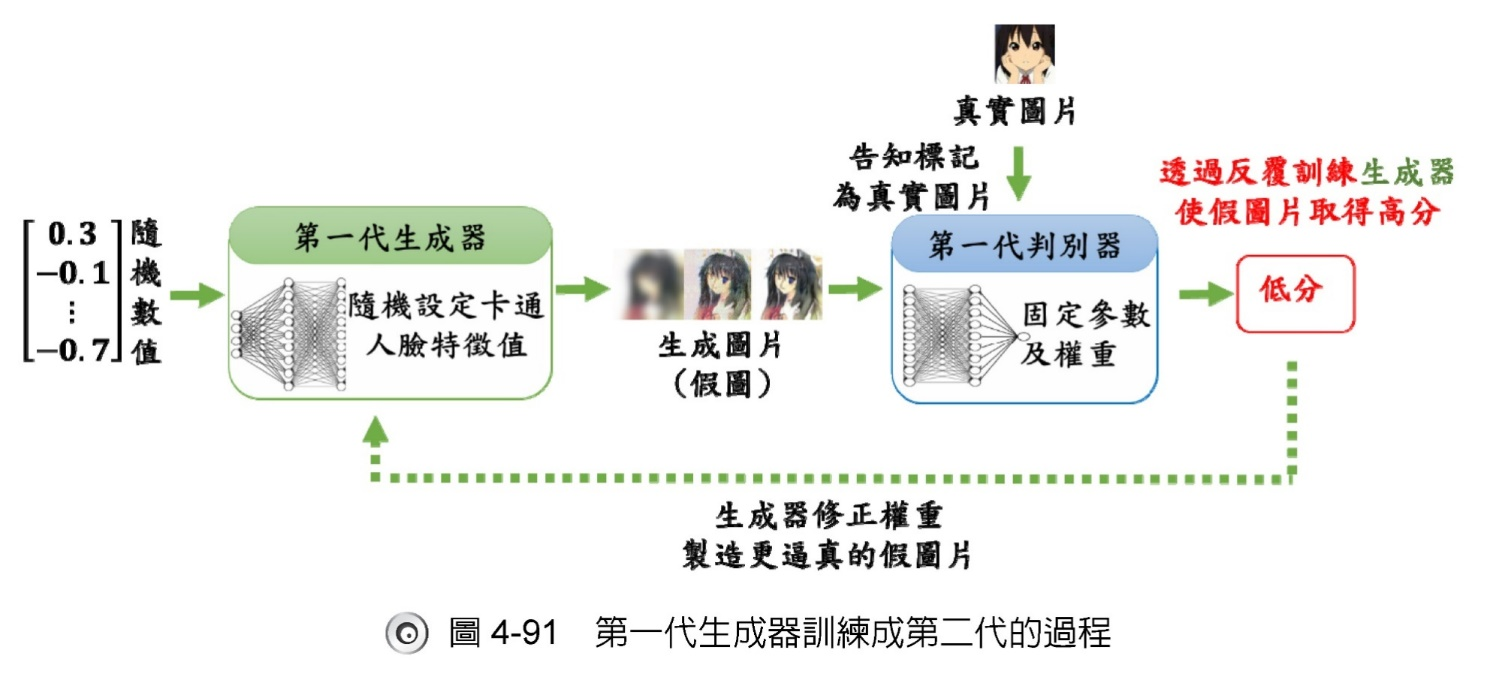 真實圖片
告知標記
為真實圖片
透過反覆訓練生成器
使假圖片取得高分
0.3
−0.1
⋮
−0.7
隨機數值
第一代生成器
隨機設定卡通
人臉特徵值
生成圖片
(假圖)
第一代判別器
固定參數
及權重
低分
生成器修正權重
製造更逼真的假圖片
圖 4-91 第一代生成器訓練成第二代的過程